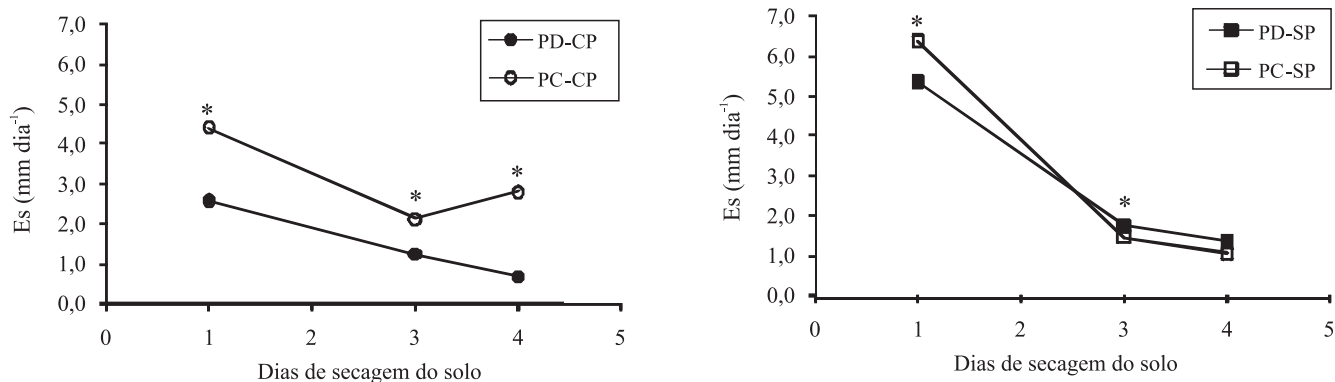 7,0
6,0
5,0
4,0
3,0
2,0
1,0
0,0
Es (mm dia⁻¹)
PD-CP
PC-CP
*
*
*
0 1 2 3 4 5
Dias de secagem do solo
7,0
6,0
5,0
4,0
3,0
2,0
1,0
0,0
Es (mm dia⁻¹)
PD-SP
PC-SP
*
*
0 1 2 3 4 5
Dias de secagem do solo